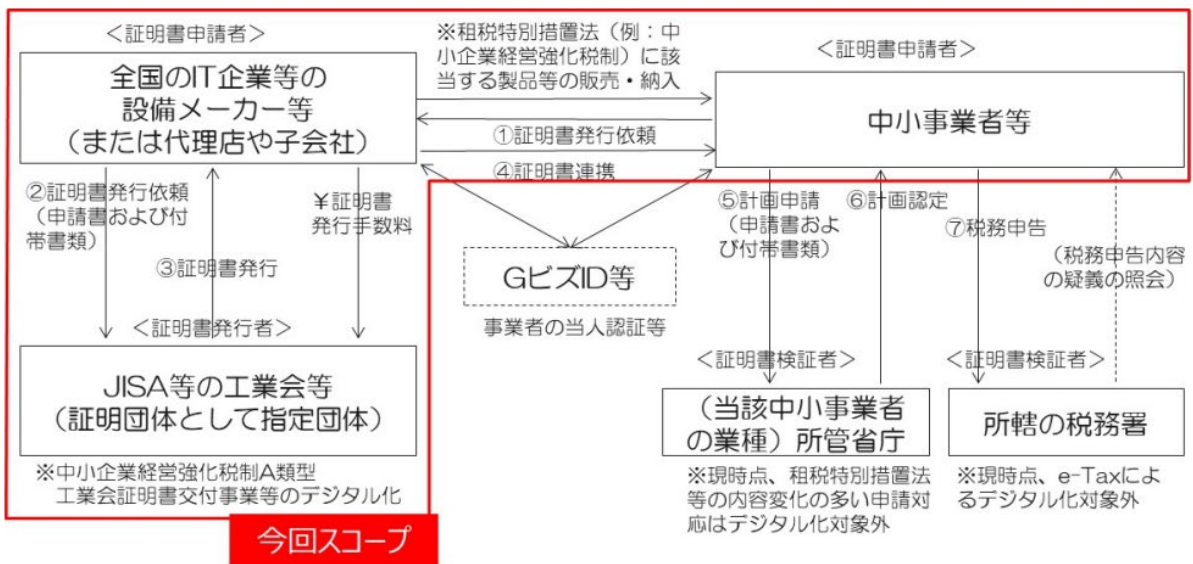 ＜証明書申請者＞
全国のIT企業等の
設備メーカー等
（または代理店や子会社）
※租税特別措置法（例：中
小企業経営強化税制）に該
当する製品等の販売・納入
＜証明書申請者＞
中小事業者等
①証明書発行依頼
④証明書連携
②証明書発行依頼
（申請書および付
帯書類）
③証明書発行
￥証明書
発行手数料
GビズID等
事業者の当人認証等
⑤計画申請
（申請書およ
び付帯書類）
⑥計画認定
⑦税務申告
（税務申告内容
の疑義の照会）
＜証明書発行者＞
JISA等の工業会等
（証明団体として指定団体）
※中小企業経営強化税制A類型
工業会証明書交付事業等のデジタル化
＜証明書検証者＞
（当該中小事業者
の業種）所管省庁
※現時点、租税特別措置法
等の内容変化の多い申請対
応はデジタル化対象外
＜証明書検証者＞
所轄の税務署
※現時点、e-Taxによ
るデジタル化対象外
今回スコープ